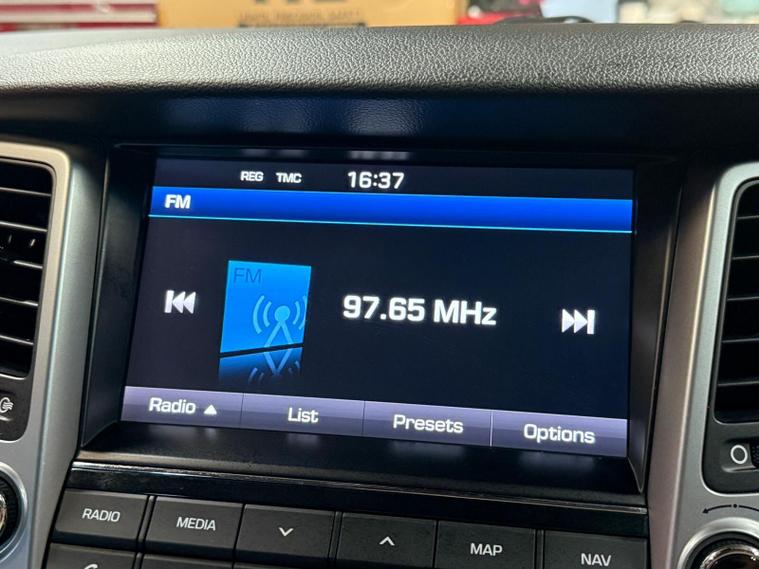 REG TMC 16:37
FM
FM
97.65 MHz
Radio List Presets Options
RADIO MEDIA MAP NAV